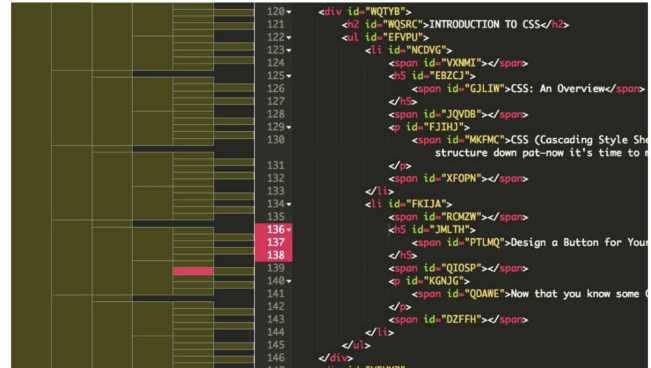 120 <div id="WQTYB">
121 <h2 id="WQSRC">INTRODUCTION TO CSS</h2>
122 <ul id="EFVPU">
123 <li id="NCDVG">
124 <span id="VXNMI"></span>
125 <h5 id="EBZCJ">
126 <span id="GJLIW">CSS: An Overview</span>
127 </h5>
128 <span id="JQVDB"></span>
129 <p id="FJIHJ">
130 <span id="MKFMC">CSS (Cascading Style She
structure down pat—now it's time to m
131 </p>
132 <span id="XFOPN"></span>
133 </li>
134 <li id="FKIJA">
135 <span id="RCMZW"></span>
136 <h5 id="JMLTH">
137 <span id="PTLMQ">Design a Button for Your
138 </h5>
139 <span id="QIOSP"></span>
140 <p id="KGNJG">
141 <span id="QDAWE">Now that you know some
142 </p>
143 <span id="DZFFH"></span>
144 </li>
145 </ul>
146 </div>